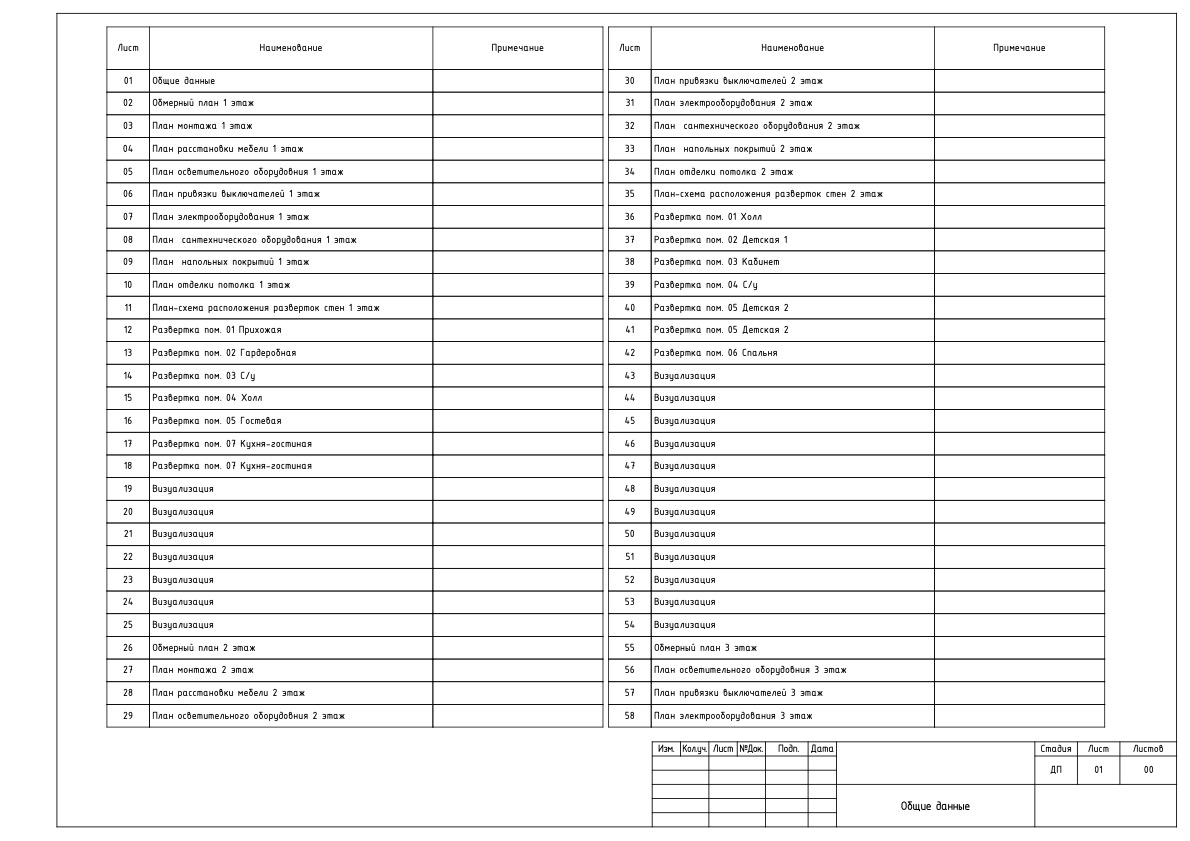 Лист Наименование Примечание
01 Общие данные
02 Обмерный план 1 этаж
03 План монтажа 1 этаж
04 План расстановки мебели 1 этаж
05 План осветительного оборудовния 1 этаж
06 План привязки выключателей 1 этаж
07 План электрооборудования 1 этаж
08 План сантехнического оборудования 1 этаж
09 План напольных покрытий 1 этаж
10 План отделки потолка 1 этаж
11 План-схема расположения разверток стен 1 этаж
12 Развертка пом. 01 Прихожая
13 Развертка пом. 02 Гардеробная
14 Развертка пом. 03 С/у
15 Развертка пом. 04 Холл
16 Развертка пом. 05 Гостевая
17 Развертка пом. 07 Кухня-гостиная
18 Развертка пом. 07 Кухня-гостиная
19 Визуализация
20 Визуализация
21 Визуализация
22 Визуализация
23 Визуализация
24 Визуализация
25 Визуализация
26 Обмерный план 2 этаж
27 План монтажа 2 этаж
28 План расстановки мебели 2 этаж
29 План осветительного оборудовния 2 этаж
Лист Наименование Примечание
30 План привязки выключателей 2 этаж
31 План электрооборудования 2 этаж
32 План сантехнического оборудования 2 этаж
33 План напольных покрытий 2 этаж
34 План отделки потолка 2 этаж
35 План-схема расположения разверток стен 2 этаж
36 Развертка пом. 01 Холл
37 Развертка пом. 02 Детская 1
38 Развертка пом. 03 Кабинет
39 Развертка пом. 04 С/у
40 Развертка пом. 05 Детская 2
41 Развертка пом. 05 Детская 2
42 Развертка пом. 06 Спальня
43 Визуализация
44 Визуализация
45 Визуализация
46 Визуализация
47 Визуализация
48 Визуализация
49 Визуализация
50 Визуализация
51 Визуализация
52 Визуализация
53 Визуализация
54 Визуализация
55 Обмерный план 3 этаж
56 План осветительного оборудовния 3 этаж
57 План привязки выключателей 3 этаж
58 План электрооборудования 3 этаж
Изм. Кол.уч. Лист №Док. Подп. Дата
Стадия Лист Листов
ДП 01 00
Общие данные